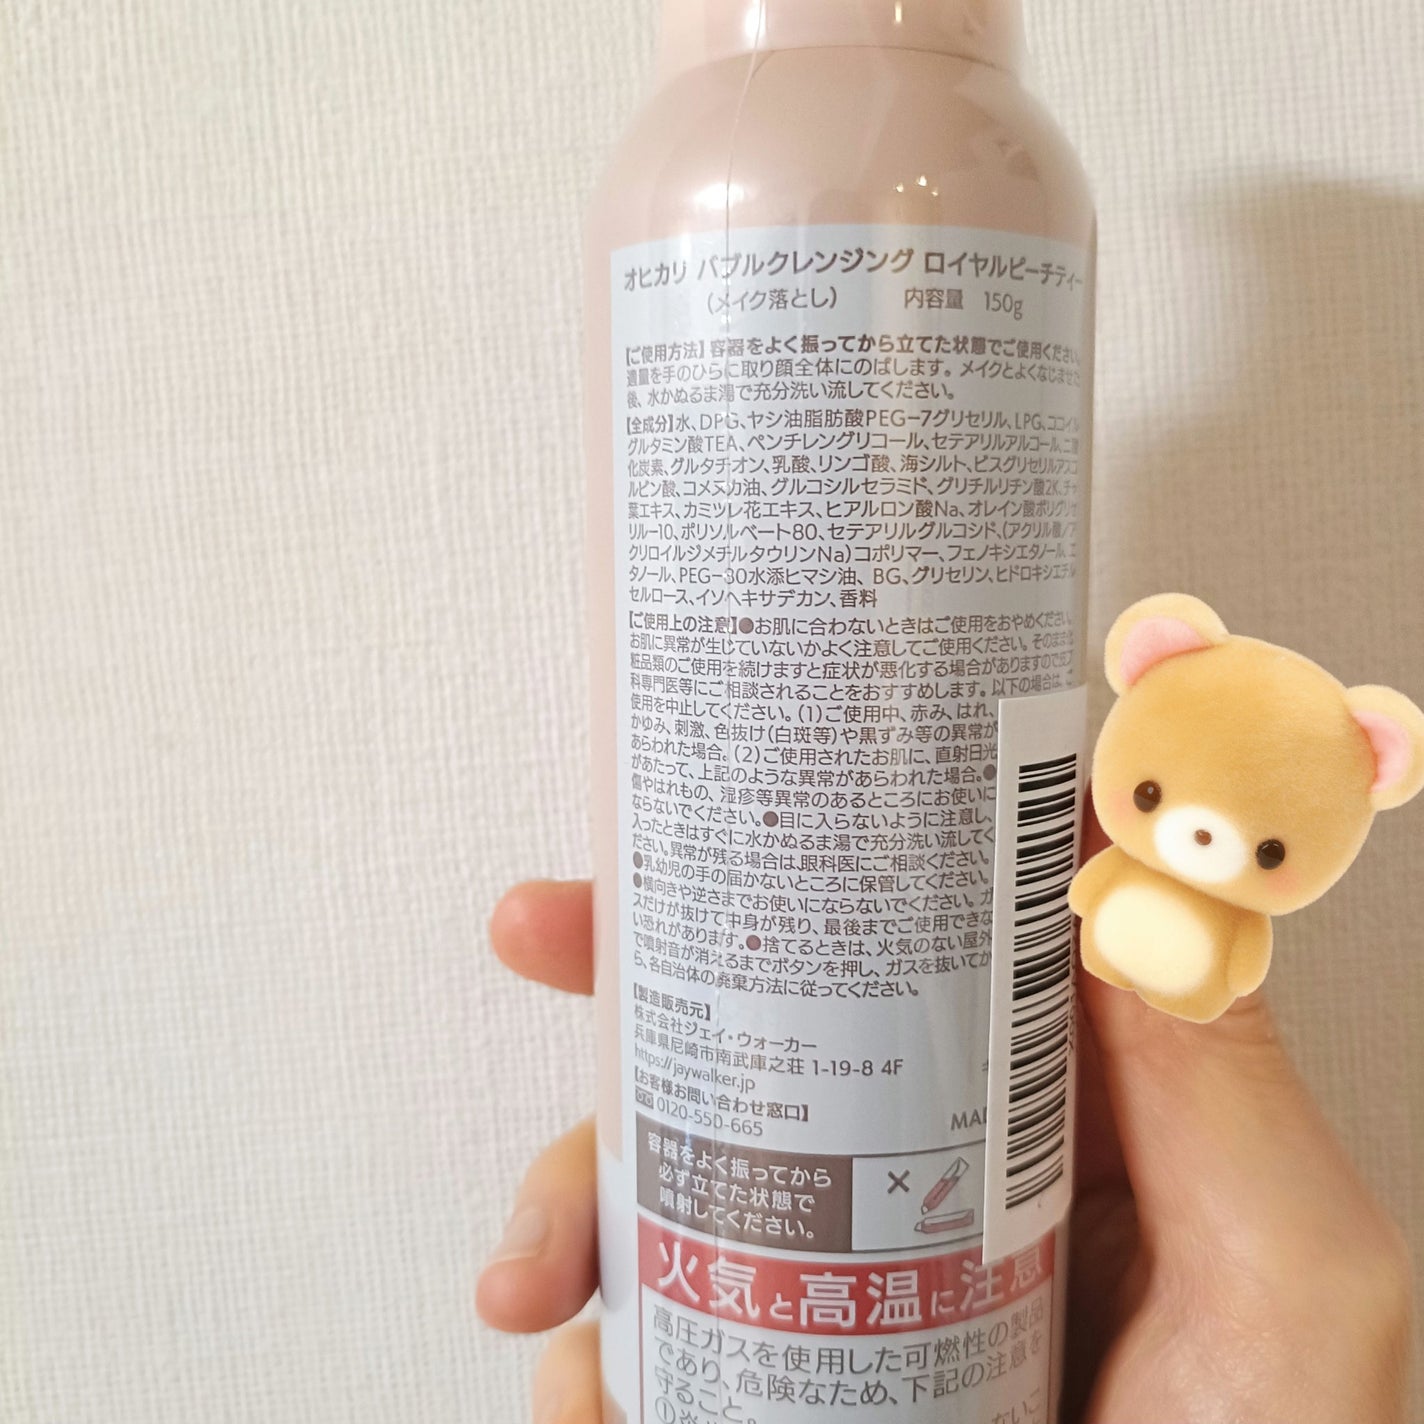 オヒカリ バブルクレンジング ロイヤルピーチティー
（メイク落とし） 内容量 150g
【ご使用方法】容器をよく振ってから立てた状態でご使用ください。
適量を手のひらに取り顔全体にのばします。メイクとよくなじませた
後、水かぬるま湯で充分洗い流してください。
【全成分】水、DPG、ヤシ油脂肪酸PEG-7グリセリル、LPG、ココイル
グルタミン酸TEA、ペンチレングリコール、セテアリルアルコール、二酸
化炭素、グルタチオン、乳酸、リンゴ酸、海シルト、ビスグリセリルアスコ
ルビン酸、コメヌカ油、グルコシルセラミド、グリチルリチン酸2K、チャ
葉エキス、カミツレ花エキス、ヒアルロン酸Na、オレイン酸ポリグリセ
リル-10、ポリソルベート80、セテアリルグルコシド、（アクリル酸／ア
クリロイルジメチルタウリンNa）コポリマー、フェノキシエタノール、エ
タノール、PEG-30水添ヒマシ油、BG、グリセリン、ヒドロキシエチル
セルロース、イソヘキサデカン、香料
【ご使用上の注意】●お肌に合わないときはご使用をおやめください。
お肌に異常が生じていないかよく注意してご使用ください。そのまま化
粧品類のご使用を続けますと症状が悪化する場合がありますので皮フ
科専門医等にご相談されることをおすすめします。以下の場合は、ご
使用を中止してください。（1）ご使用中、赤み、はれ、
かゆみ、刺激、色抜け（白斑等）や黒ずみ等の異常が
あらわれた場合。（2）ご使用されたお肌に、直射日光
があたって、上記のような異常があらわれた場合。●
傷やはれもの、湿疹等異常のあるところにお使いに
ならないでください。●目に入らないように注意し、
入ったときはすぐに水かぬるま湯で充分洗い流してく
ださい。異常が残る場合は、眼科医にご相談ください。
●乳幼児の手の届かないところに保管してください。
●横向きや逆さまでお使いにならないでください。ガ
スだけが抜けて中身が残り、最後までご使用できな
い恐れがあります。●捨てるときは、火気のない屋外
で噴射音が消えるまでボタンを押し、ガスを抜いてか
ら、各自治体の廃棄方法に従ってください。
【製造販売元】
株式会社ジェイ・ウォーカー
兵庫県尼崎市南武庫之荘 1-19-8 4F
https://jaywalker.jp
【お客様お問い合わせ窓口】
0120-550-665
容器をよく振ってから
必ず立てた状態で
噴射してください。
火気と高温に注意
高圧ガスを使用した可燃性の製品
であり、危険なため、下記の注意を
守ること。